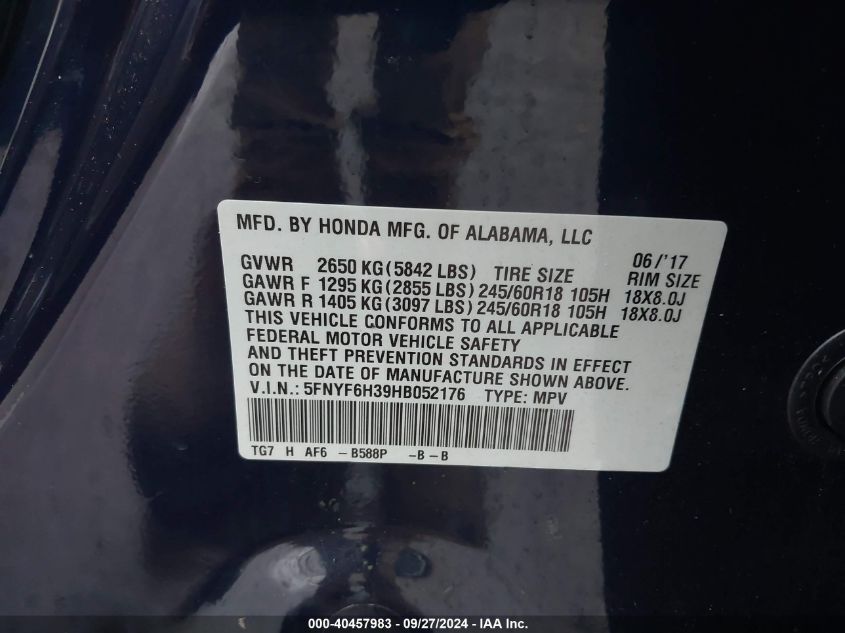 MFD. BY HONDA MFG. OF ALABAMA, LLC
06/'17
GVWR 2650 KG (5842 LBS) TIRE SIZE RIM SIZE
GAWR F 1295 KG (2855 LBS) 245/60R18 105H 18X8.0J
GAWR R 1405 KG (3097 LBS) 245/60R18 105H 18X8.0J
THIS VEHICLE CONFORMS TO ALL APPLICABLE
FEDERAL MOTOR VEHICLE SAFETY
AND THEFT PREVENTION STANDARDS IN EFFECT
ON THE DATE OF MANUFACTURE SHOWN ABOVE.
V.I.N.: 5FNYF6H39HB052176 TYPE: MPV
TG7 H AF6 -B588P -B-B
000-40457983 / 09/27/2024 - IAA Inc.